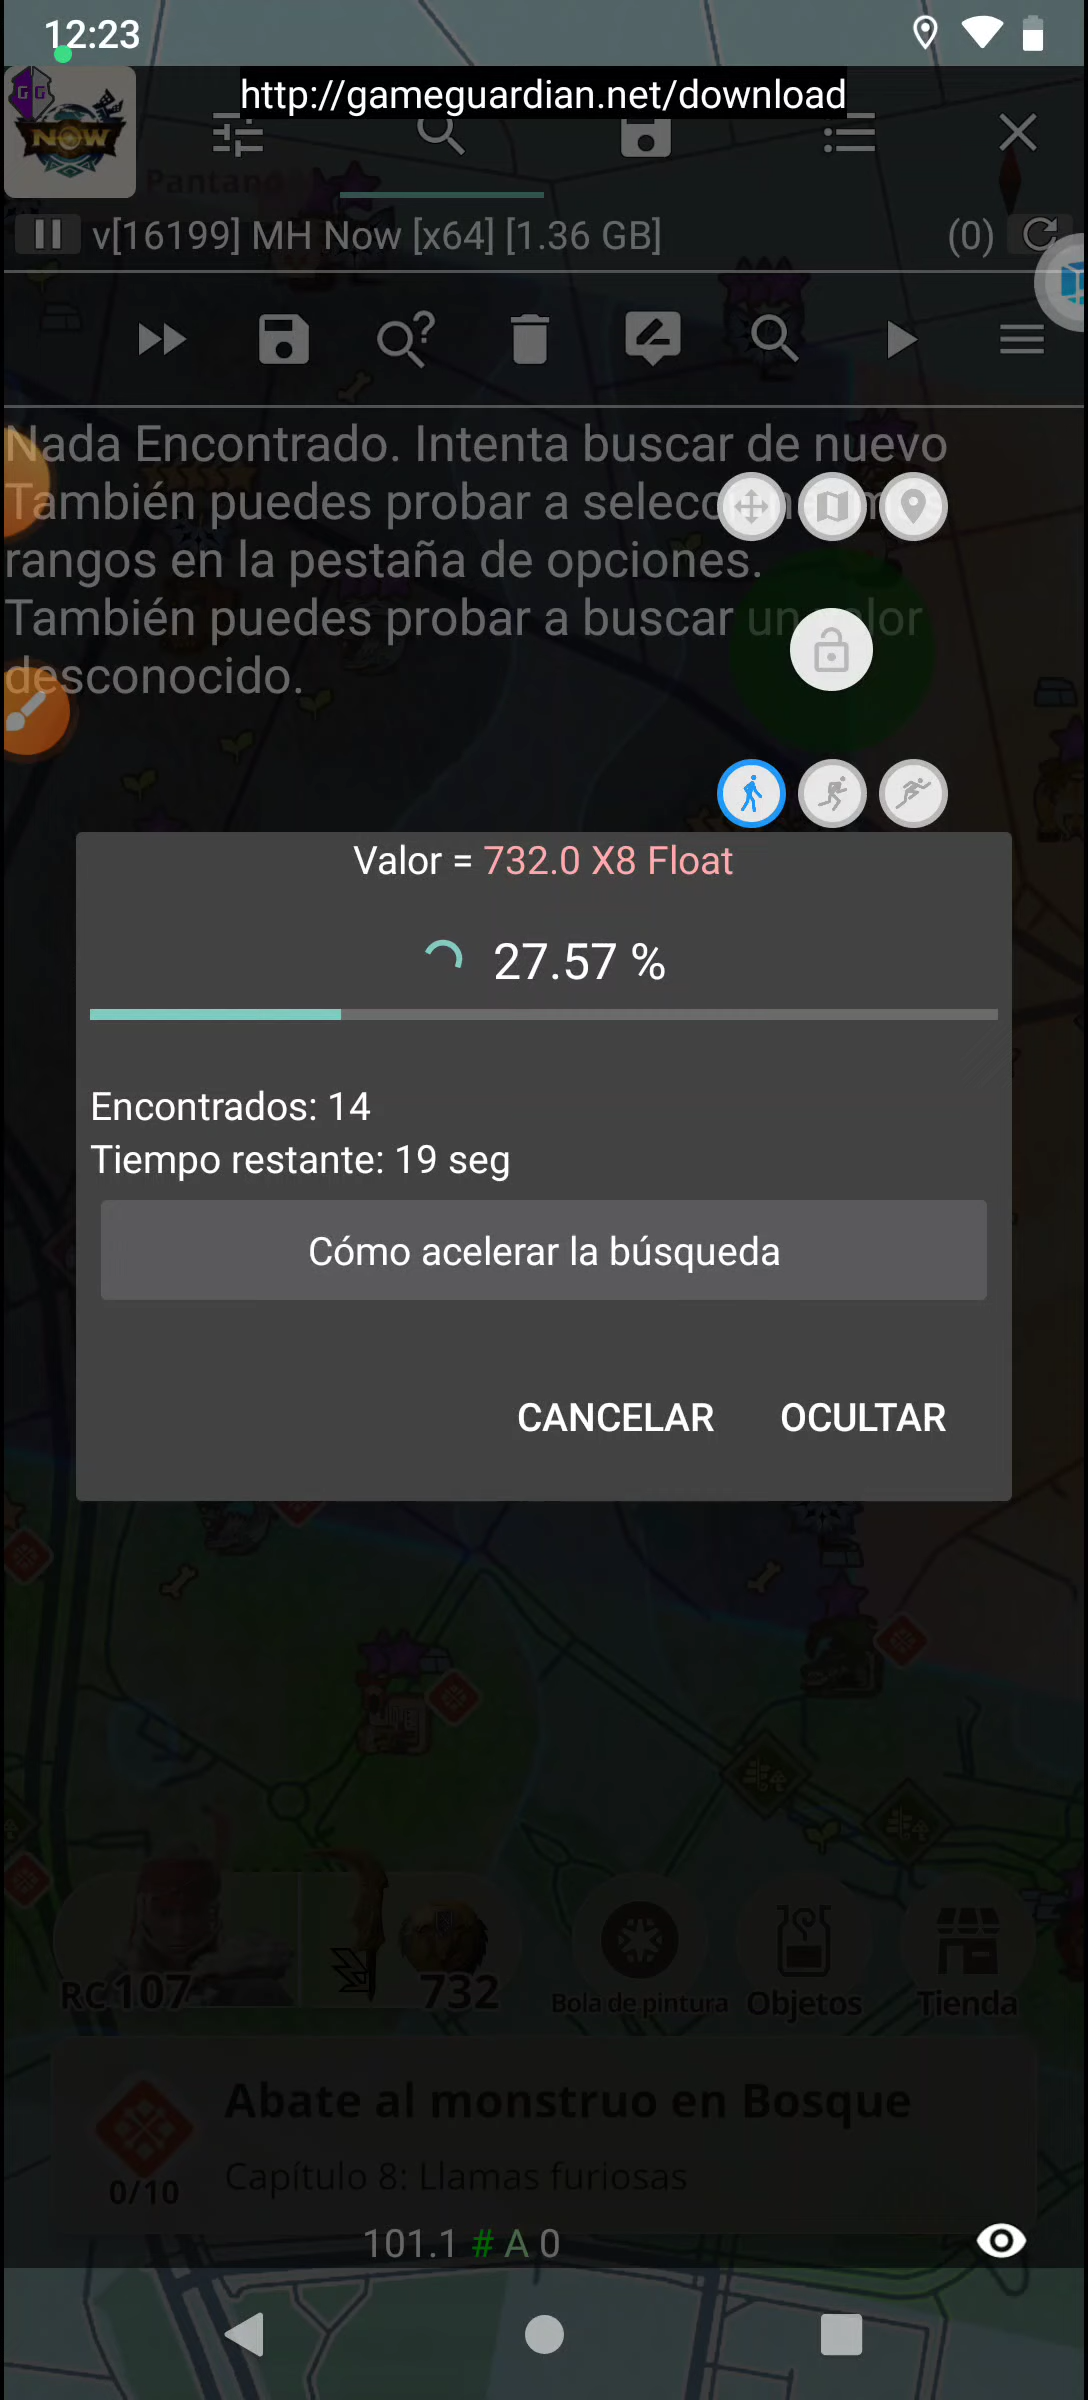 12:23
http://gameguardian.net/download
GG
NOW
Pantano
v[16199] MH Now [x64] [1.36 GB]
(0)
Nada Encontrado. Intenta buscar de nuevo
También puedes probar a
rangos en la pestaña de opciones.
También puedes probar a buscar un valor
desconocido.
Valor = 732.0 X8 Float
27.57 %
Encontrados: 14
Tiempo restante: 19 seg
Cómo acelerar la búsqueda
CANCELAR
OCULTAR
RC 107
732
Bola de pintura
Objetos
Tienda
Abate al monstruo en Bosque
0/10
Capítulo 8: Llamas furiosas
101.1 # A 0